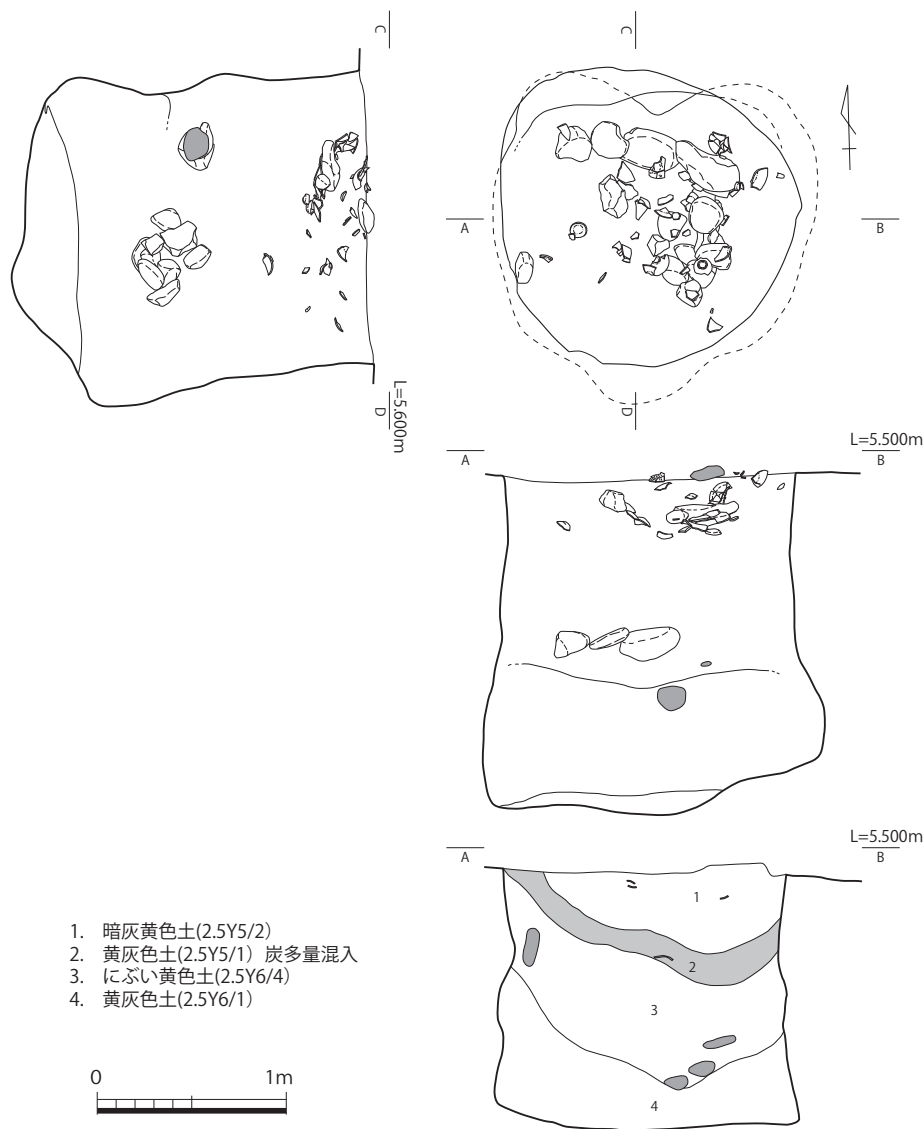 C
D
L=5.600m
C
A
B
D
L=5.500m
A
B
L=5.500m
A
B
1
2
3
4
1. 暗灰黄色土(2.5Y5/2)
2. 黄灰色土(2.5Y5/1) 炭多量混入
3. にぶい黄色土(2.5Y6/4)
4. 黄灰色土(2.5Y6/1)
0 1m